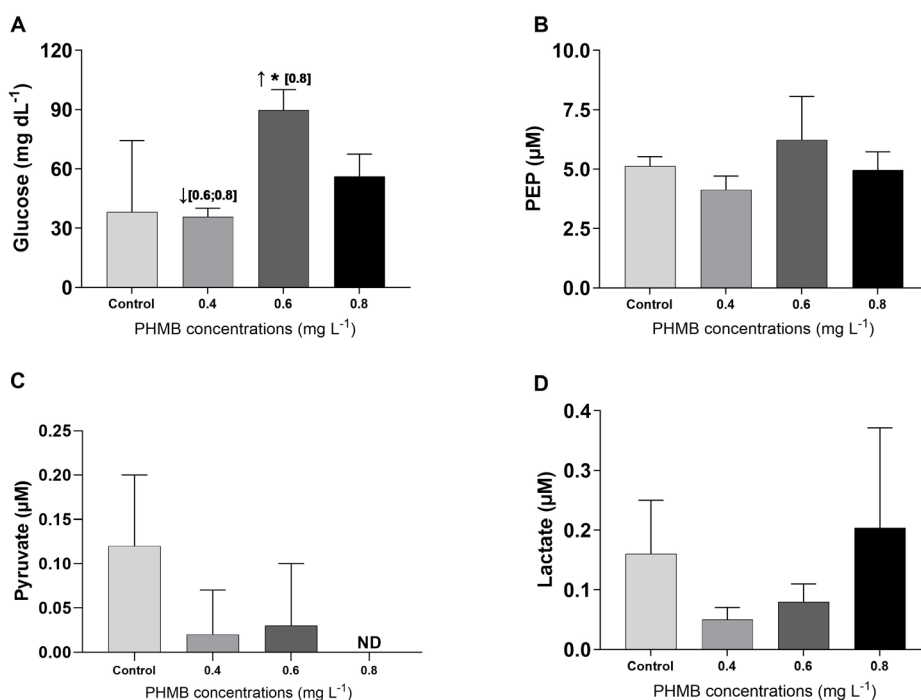 A
Glucose (mg dL⁻¹)
120
90
60
30
0
↓[0.6;0.8]
↑ * [0.8]
Control 0.4 0.6 0.8
PHMB concentrations (mg L⁻¹)
B
PEP (µM)
10.0
7.5
5.0
2.5
0.0
Control 0.4 0.6 0.8
PHMB concentrations (mg L⁻¹)
C
Pyruvate (µM)
0.25
0.20
0.15
0.10
0.05
0.00
ND
Control 0.4 0.6 0.8
PHMB concentrations (mg L⁻¹)
D
Lactate (µM)
0.4
0.3
0.2
0.1
0.0
Control 0.4 0.6 0.8
PHMB concentrations (mg L⁻¹)